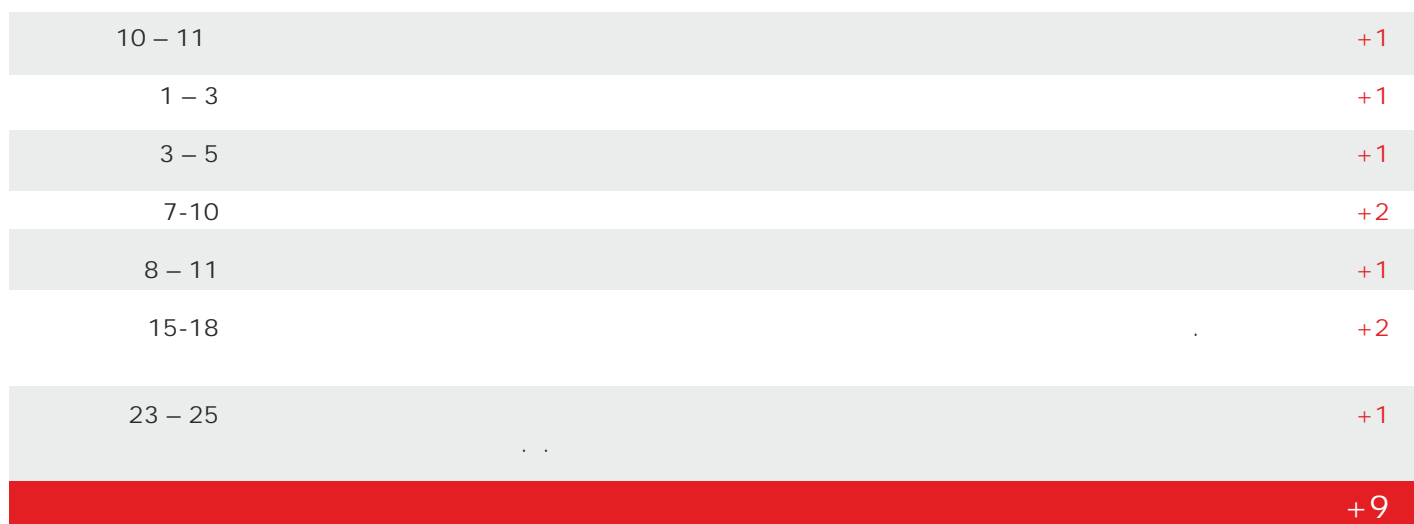 10 – 11 +1
1 – 3 +1
3 – 5 +1
7-10 +2
8 – 11 +1
15-18 . +2
23 – 25 +1
. .
+9